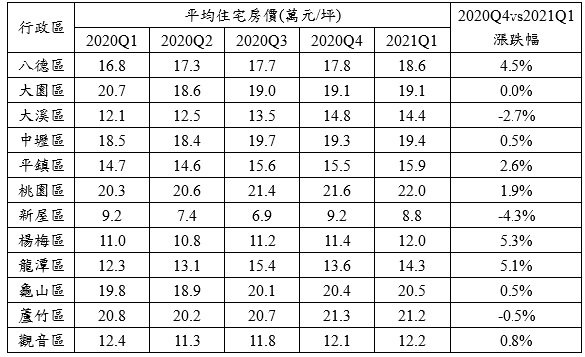 行政區 平均住宅房價(萬元/坪) 2020Q4vs2021Q1 漲跌幅
2020Q1 2020Q2 2020Q3 2020Q4 2021Q1
八德區 16.8 17.3 17.7 17.8 18.6 4.5%
大園區 20.7 18.6 19.0 19.1 19.1 0.0%
大溪區 12.1 12.5 13.5 14.8 14.4 -2.7%
中壢區 18.5 18.4 19.7 19.3 19.4 0.5%
平鎮區 14.7 14.6 15.6 15.5 15.9 2.6%
桃園區 20.3 20.6 21.4 21.6 22.0 1.9%
新屋區 9.2 7.4 6.9 9.2 8.8 -4.3%
楊梅區 11.0 10.8 11.2 11.4 12.0 5.3%
龍潭區 12.3 13.1 15.4 13.6 14.3 5.1%
龜山區 19.8 18.9 20.1 20.4 20.5 0.5%
蘆竹區 20.8 20.2 20.7 21.3 21.2 -0.5%
觀音區 12.4 11.3 11.8 12.1 12.2 0.8%